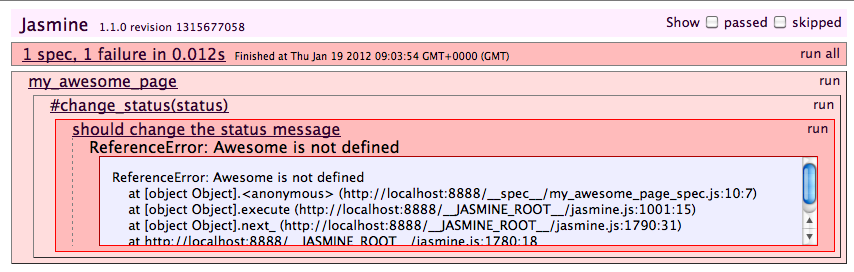 Jasmine 1.1.0 revision 1315677058 Show passed skipped
1 spec, 1 failure in 0.012s Finished at Thu Jan 19 2012 09:03:54 GMT+0000 (GMT) run all
my_awesome_page run
#change_status(status) run
should change the status message run
ReferenceError: Awesome is not defined
ReferenceError: Awesome is not defined
at [object Object].<anonymous> (http://localhost:8888/__spec__/my_awesome_page_spec.js:10:7)
at [object Object].execute (http://localhost:8888/__JASMINE_ROOT__/jasmine.js:1001:15)
at [object Object].next_ (http://localhost:8888/__JASMINE_ROOT__/jasmine.js:1790:31)
at http://localhost:8888/__JASMINE_ROOT__/jasmine.js:1780:18